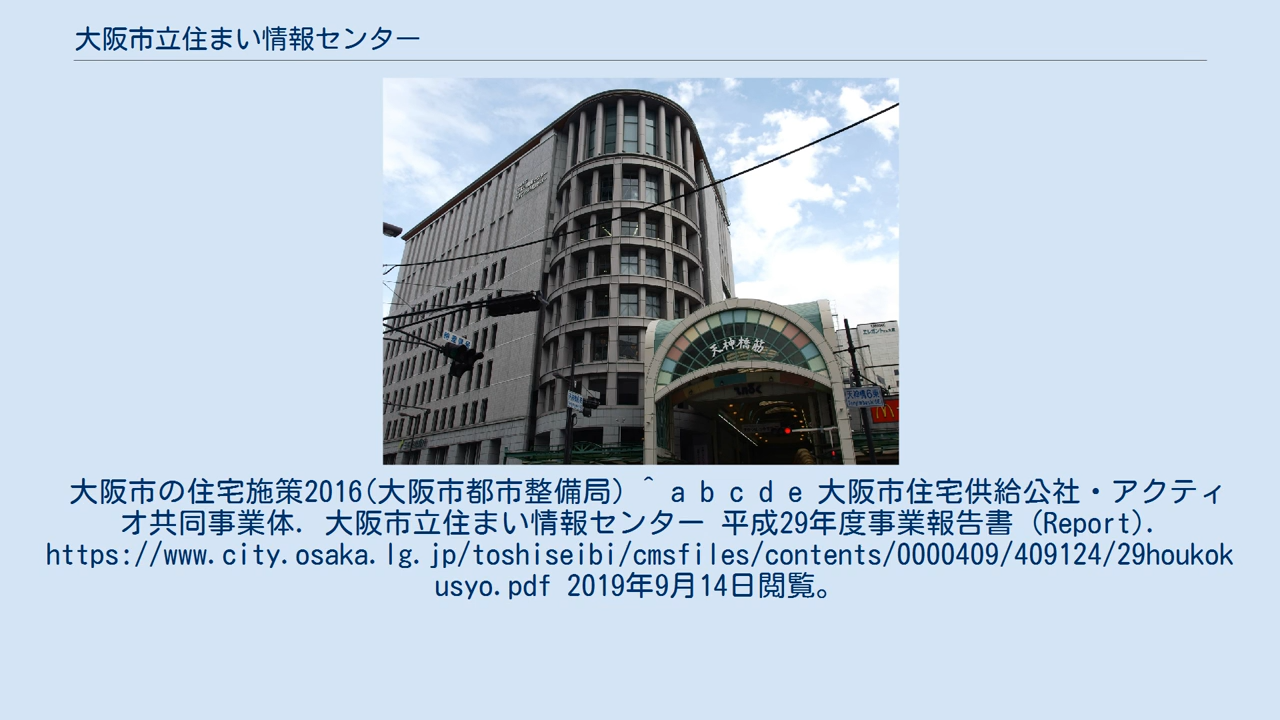 大阪市立住まい情報センター
天神橋筋
大阪市の住宅施策2016(大阪市都市整備局) ^ a b c d e 大阪市住宅供給公社・アクティ
オ共同事業体. 大阪市立住まい情報センター 平成29年度事業報告書 (Report).
https://www.city.osaka.lg.jp/toshiseibi/cmsfiles/contents/0000409/409124/29houkok
usyo.pdf 2019年9月14日閲覧。